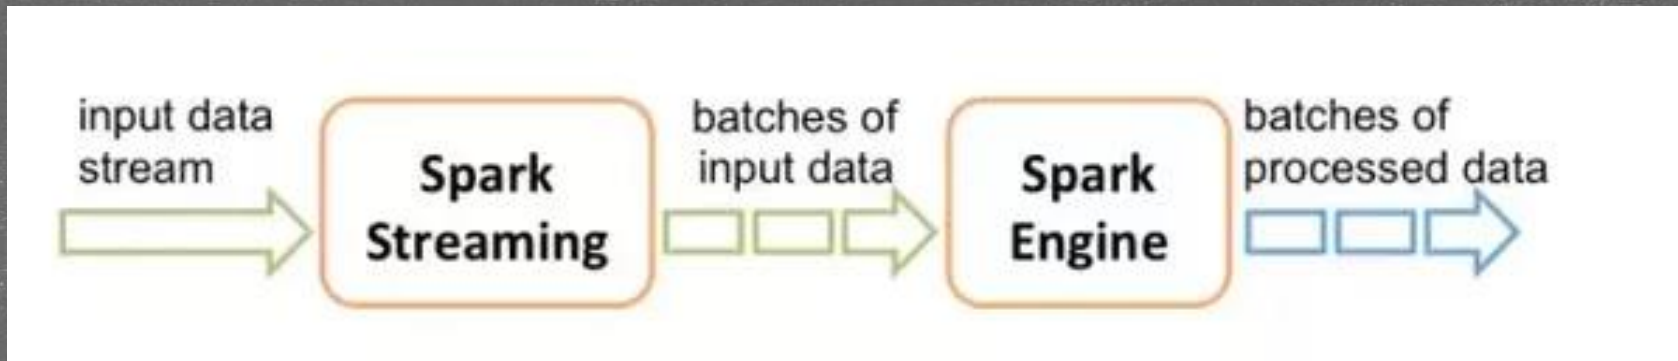 input data
stream
Spark
Streaming
batches of
input data
Spark
Engine
batches of
processed data